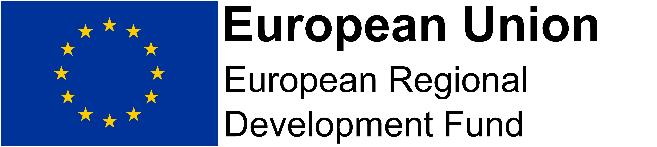 European Union
European Regional
Development Fund